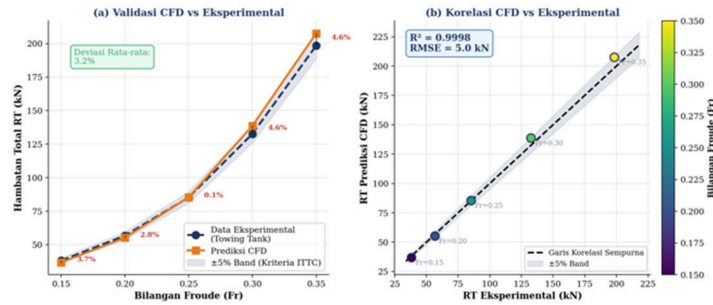 (a) Validasi CFD vs Eksperimental
Hambatan Total RT (kN)
200
175
150
125
100
75
50
Deviasi Rata-rata:
3.2%
3.7%
2.8%
0.1%
4.6%
4.6%
Data Eksperimental
(Towing Tank)
Prediksi CFD
±5% Band (Kriteria ITTC)
0.15
0.20
0.25
0.30
0.35
Bilangan Froude (Fr)
(b) Korelasi CFD vs Eksperimental
RT Prediksi CFD (kN)
225
200
175
150
125
100
75
50
25
R² = 0.9998
RMSE = 5.0 kN
Fr=0.15
Fr=0.20
Fr=0.25
Fr=0.30
Fr=0.35
Garis Korelasi Sempurna
±5% Band
25
50
75
100
125
150
175
200
225
RT Eksperimental (kN)
0.350
0.325
0.300
0.275
0.250
0.225
0.200
0.175
0.150
Bilangan Froude (Fr)